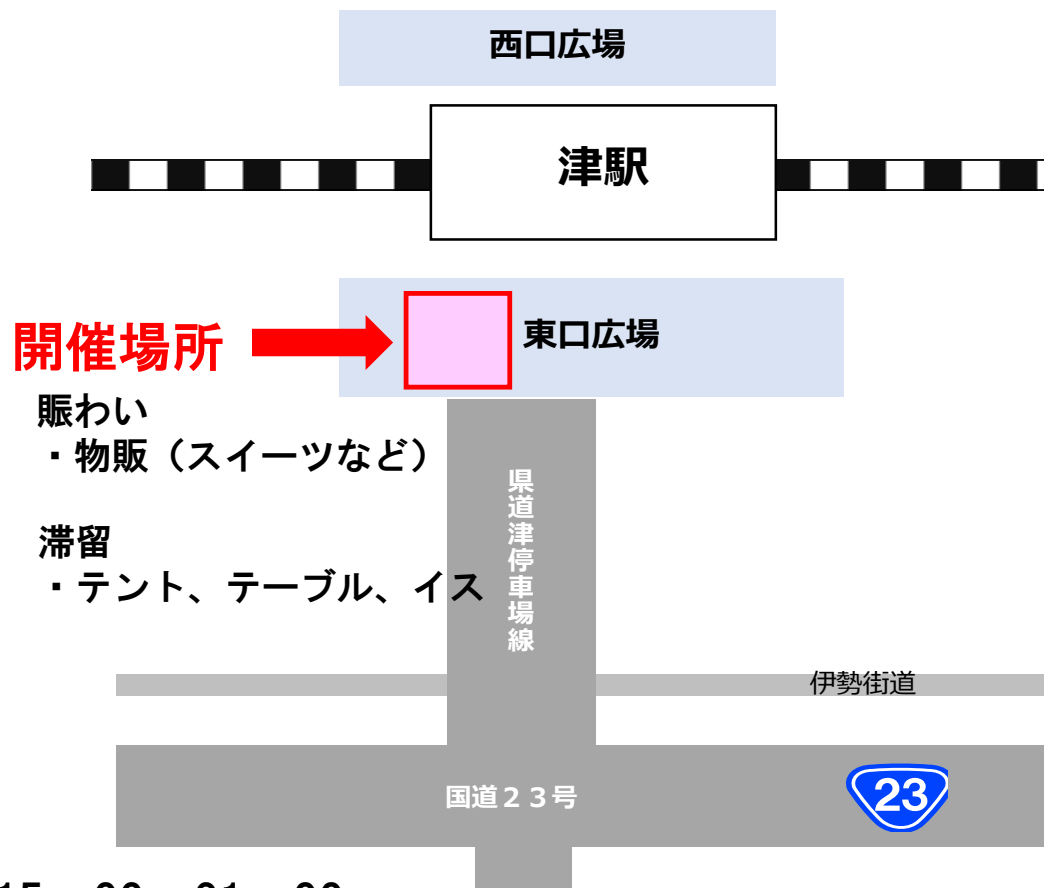 西口広場
津駅
開催場所
東口広場
賑わい
・物販（スイーツなど）
滞留
・テント、テーブル、イス
県道津停車場線
伊勢街道
国道２３号
23